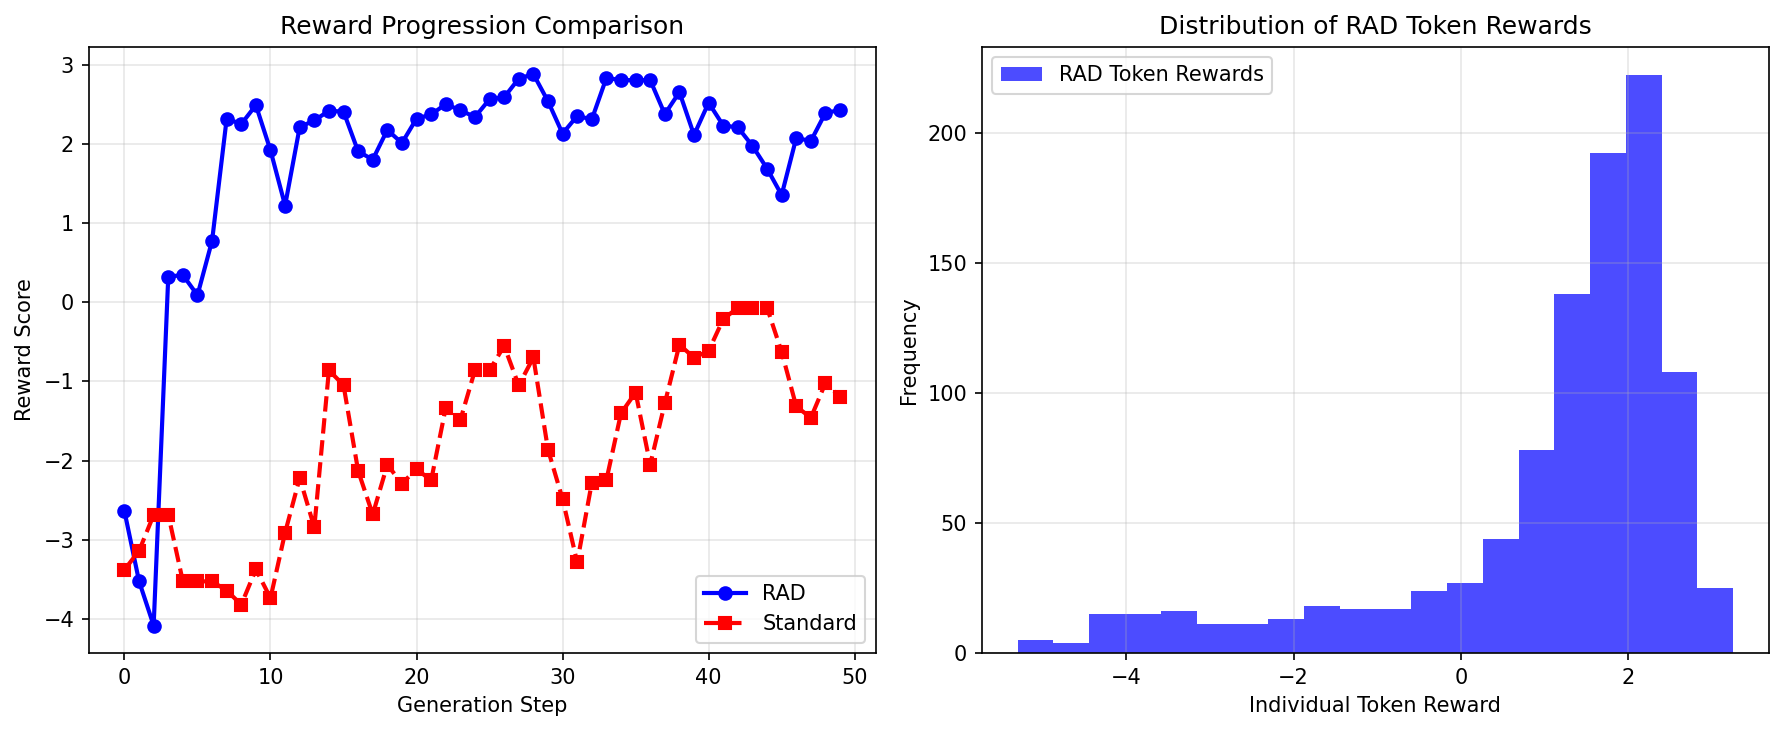 Reward Progression Comparison
3
2
1
0
−1
−2
−3
−4
Reward Score
RAD
Standard
0
10
20
30
40
50
Generation Step
Distribution of RAD Token Rewards
RAD Token Rewards
200
150
100
50
0
Frequency
−4
−2
0
2
Individual Token Reward